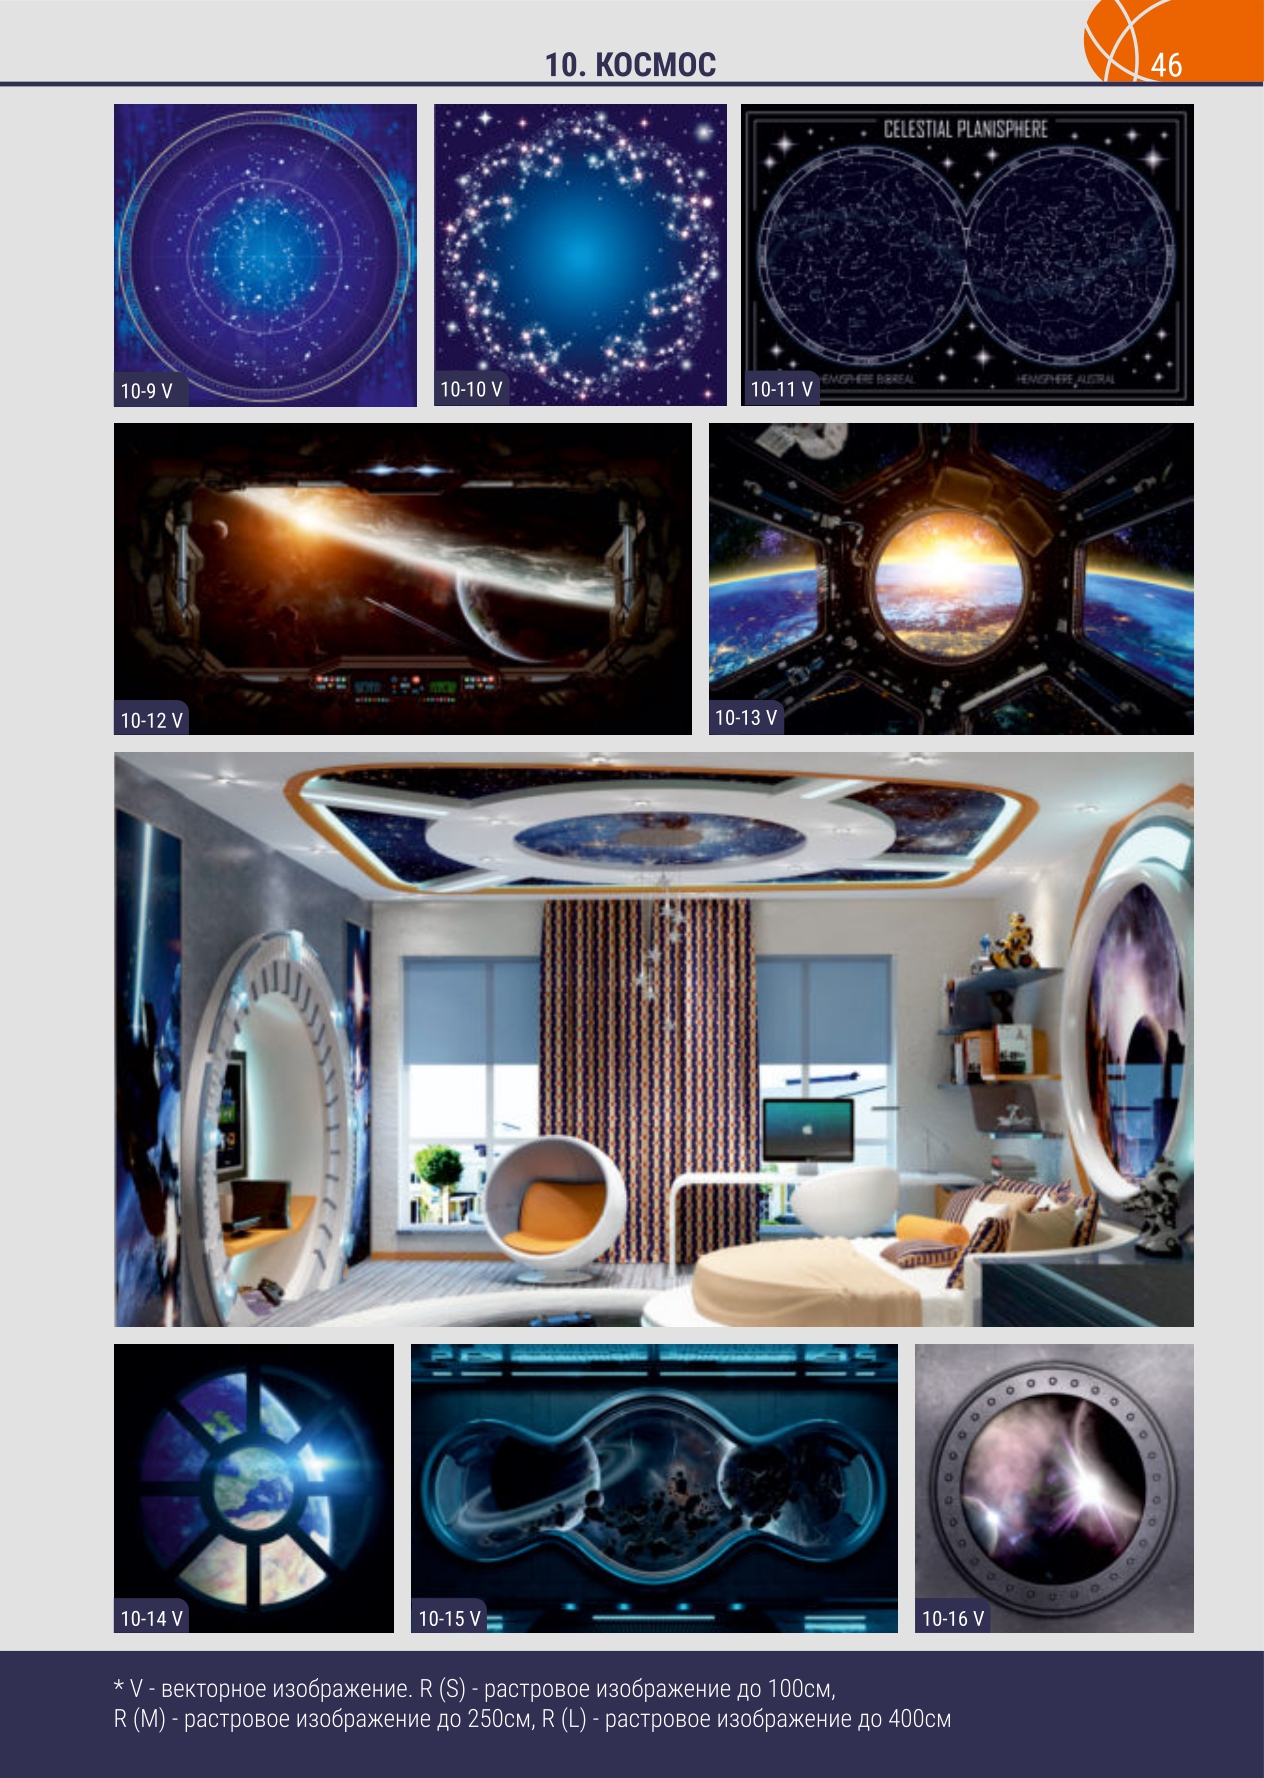 10. КОСМОС
46
CELESTIAL PLANISPHERE
HEMISPHERE BOREAL
HEMISPHERE AUSTRAL
10-9 V
10-10 V
10-11 V
10-12 V
10-13 V
10-14 V
10-15 V
10-16 V
* V - векторное изображение. R (S) - растровое изображение до 100см,
R (M) - растровое изображение до 250см, R (L) - растровое изображение до 400см